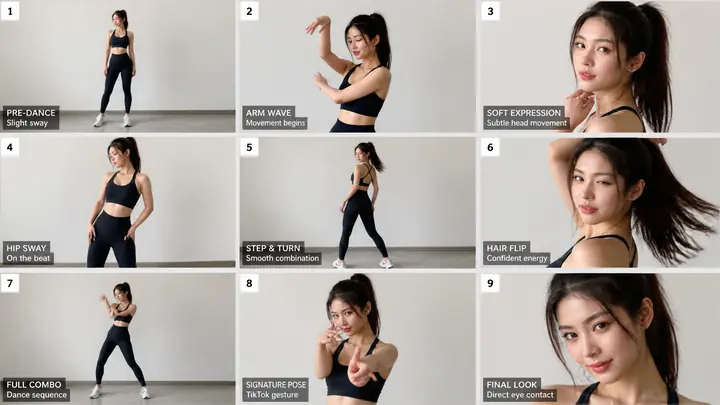 1
PRE-DANCE
Slight sway
2
ARM WAVE
Movement begins
3
SOFT EXPRESSION
Subtle head movement
4
HIP SWAY
On the beat
5
STEP & TURN
Smooth combination
6
HAIR FLIP
Confident energy
7
FULL COMBO
Dance sequence
8
SIGNATURE POSE
TikTok gesture
9
FINAL LOOK
Direct eye contact